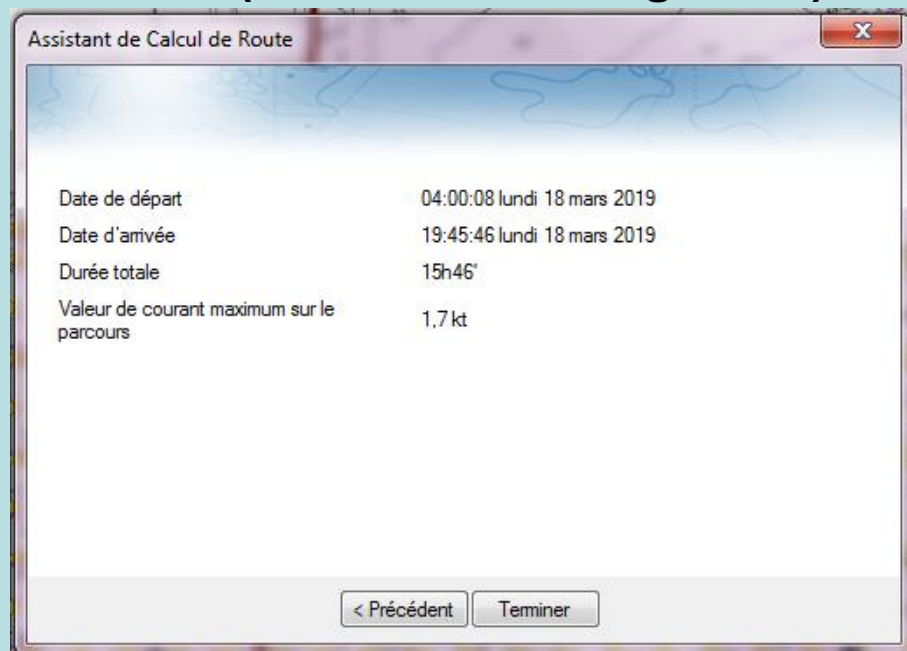 Assistant de Calcul de Route
Date de départ 04:00:08 lundi 18 mars 2019
Date d'arrivée 19:45:46 lundi 18 mars 2019
Durée totale 15h46'
Valeur de courant maximum sur le
parcours 1,7 kt
< Précédent Terminer